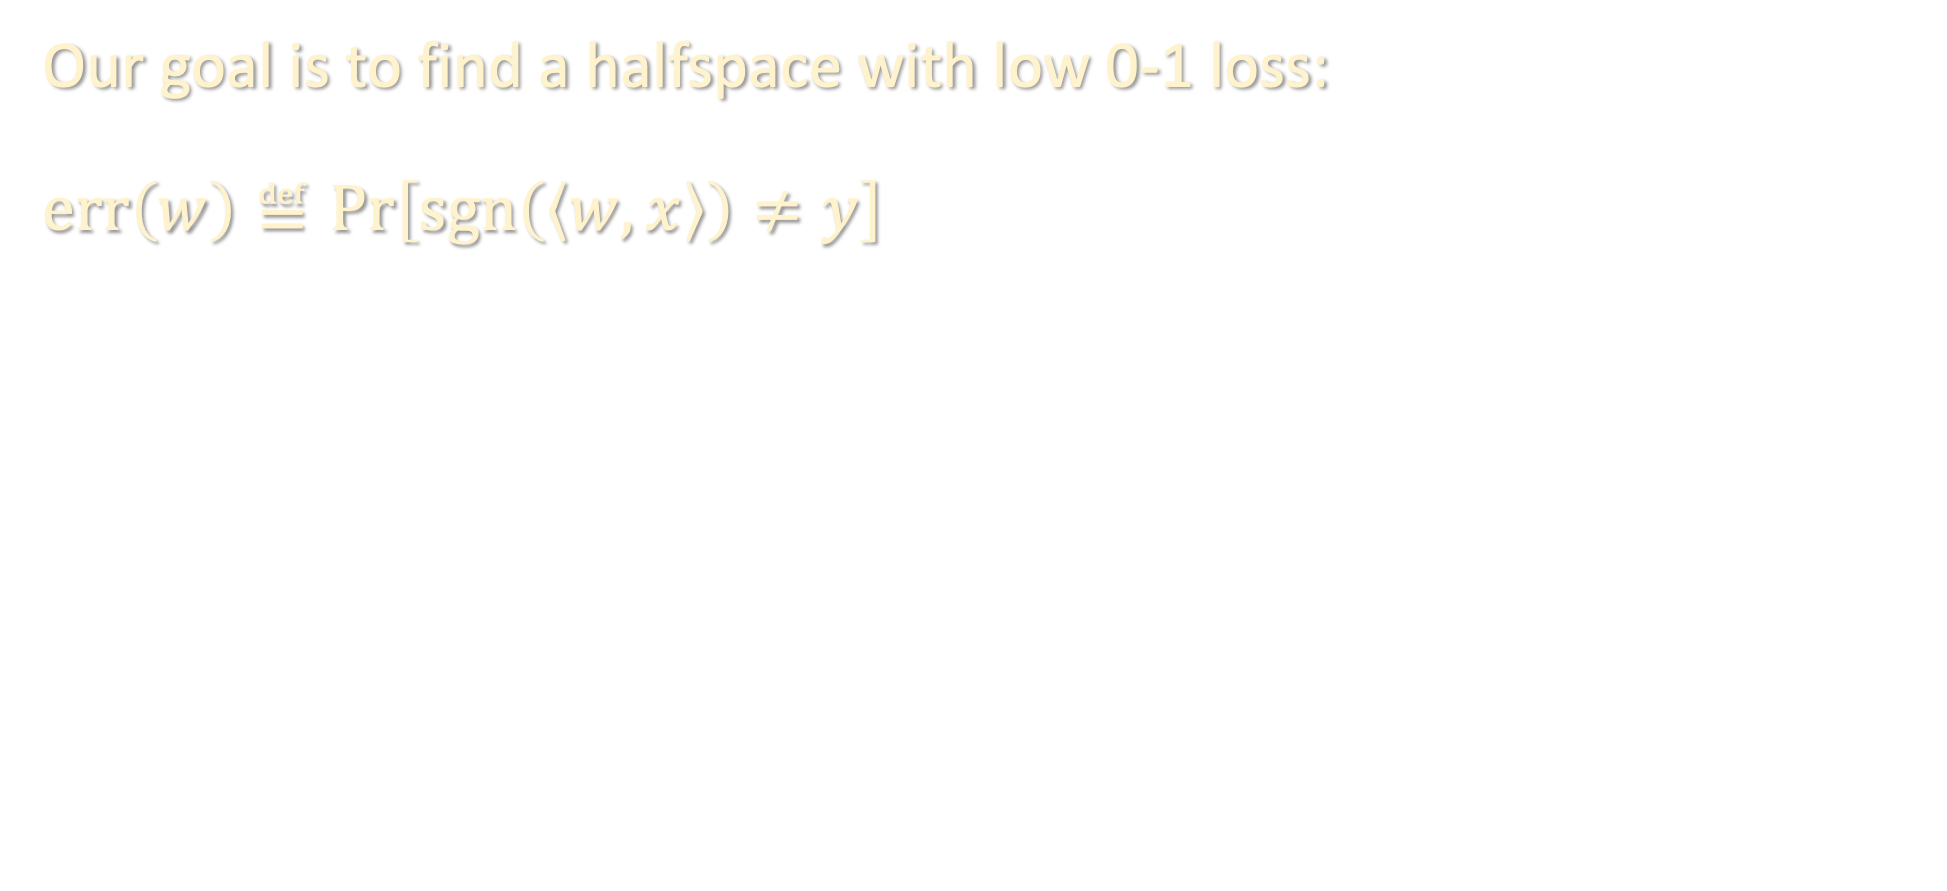 Our goal is to find a halfspace with low 0-1 loss:
err(w) ≝ Pr[sgn(⟨w, x⟩) ≠ y]